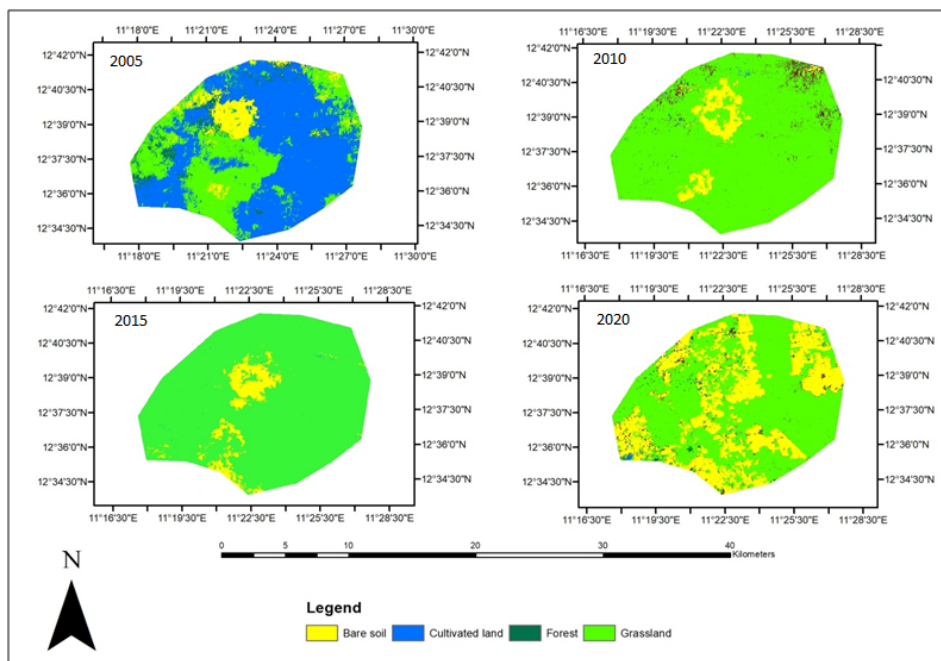 11°18'0"E 11°21'0"E 11°24'0"E 11°27'0"E 11°30'0"E
2005
12°42'0"N 12°42'0"N
12°40'30"N 12°40'30"N
12°39'0"N 12°39'0"N
12°37'30"N 12°37'30"N
12°36'0"N 12°36'0"N
12°34'30"N 12°34'30"N
11°18'0"E 11°21'0"E 11°24'0"E 11°27'0"E 11°30'0"E
11°16'30"E 11°19'30"E 11°22'30"E 11°25'30"E 11°28'30"E
2010
12°42'0"N
12°40'30"N 12°40'30"N
12°39'0"N 12°39'0"N
12°37'30"N 12°37'30"N
12°36'0"N 12°36'0"N
12°34'30"N 12°34'30"N
11°16'30"E 11°19'30"E 11°22'30"E 11°25'30"E 11°28'30"E
11°16'30"E 11°19'30"E 11°22'30"E 11°25'30"E 11°28'30"E
2015
12°42'0"N 12°42'0"N
12°40'30"N 12°40'30"N
12°39'0"N 12°39'0"N
12°37'30"N 12°37'30"N
12°36'0"N 12°36'0"N
12°34'30"N 12°34'30"N
11°16'30"E 11°19'30"E 11°22'30"E 11°25'30"E 11°28'30"E
11°16'30"E 11°19'30"E 11°22'30"E 11°25'30"E 11°28'30"E
2020
12°42'0"N 12°42'0"N
12°40'30"N 12°40'30"N
12°39'0"N 12°39'0"N
12°37'30"N 12°37'30"N
12°36'0"N 12°36'0"N
12°34'30"N 12°34'30"N
11°16'30"E 11°19'30"E 11°22'30"E 11°25'30"E 11°28'30"E
0 5 10 20 30 40
Kilometers
N
Legend
Bare soil Cultivated land Forest Grassland